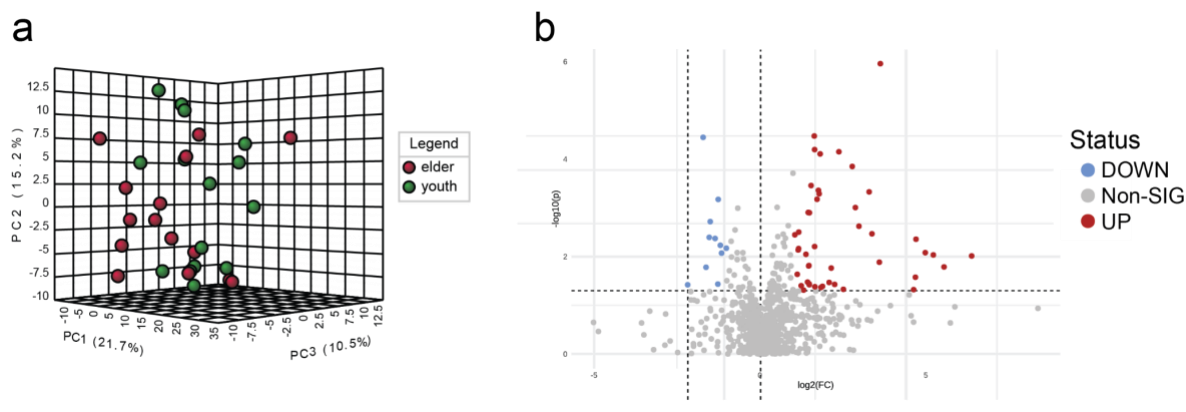 a
b
12.5
10
7.5
5
2.5
0
-2.5
-5
-7.5
-10
PC2 (15.2%)
-10 -5 0 5 10 15 20 25 30 35
PC1 (21.7%)
-10 -7.5 -5 -2.5 0 2.5 5 7.5 10 12.5
PC3 (10.5%)
Legend
elder
youth
6
4
2
0
-log10(p)
-5 0 5
log2(FC)
Status
DOWN
Non-SIG
UP